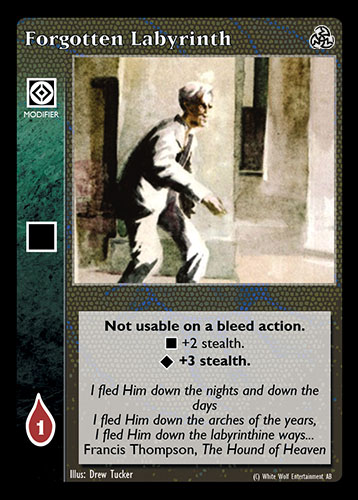 Forgotten Labyrinth
MODIFIER
Not usable on a bleed action.
+2 stealth.
+3 stealth.
I fled Him down the nights and down the
days
I fled Him down the arches of the years,
I fled Him down the labyrinthine ways...
Francis Thompson, The Hound of Heaven
1
Illus: Drew Tucker
(C) White Wolf Entertainment AB